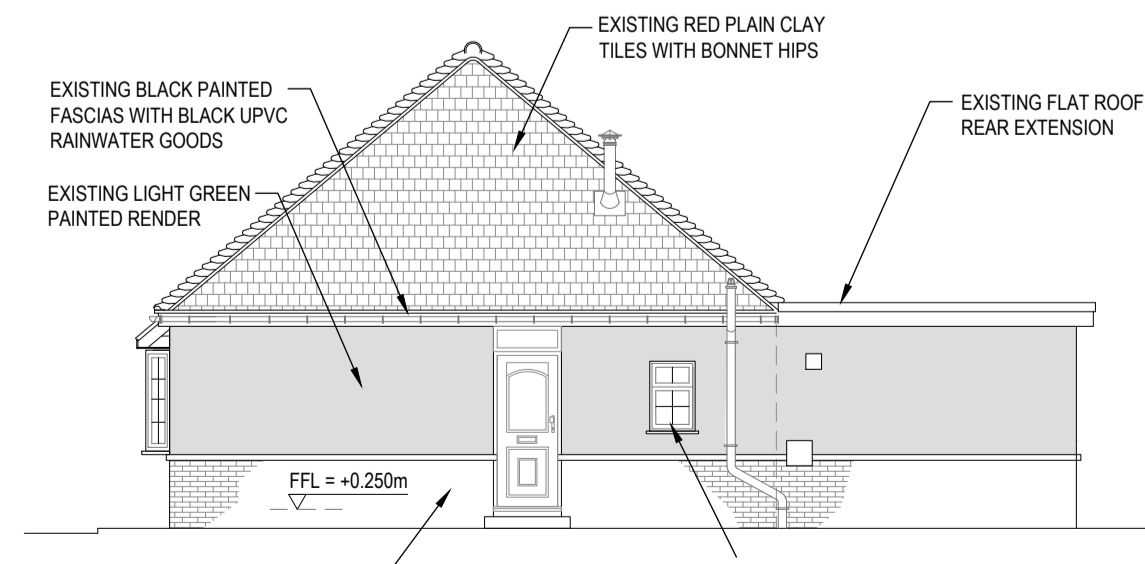 EXISTING RED PLAIN CLAY
TILES WITH BONNET HIPS
EXISTING BLACK PAINTED
FASCIAS WITH BLACK UPVC
RAINWATER GOODS
EXISTING FLAT ROOF
REAR EXTENSION
EXISTING LIGHT GREEN
PAINTED RENDER
FFL = +0.250m